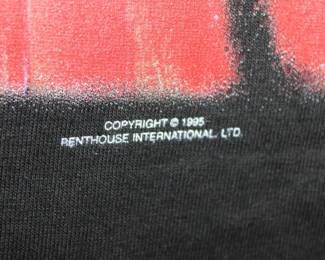 COPYRIGHT © 1995
PENTHOUSE INTERNATIONAL, LTD.